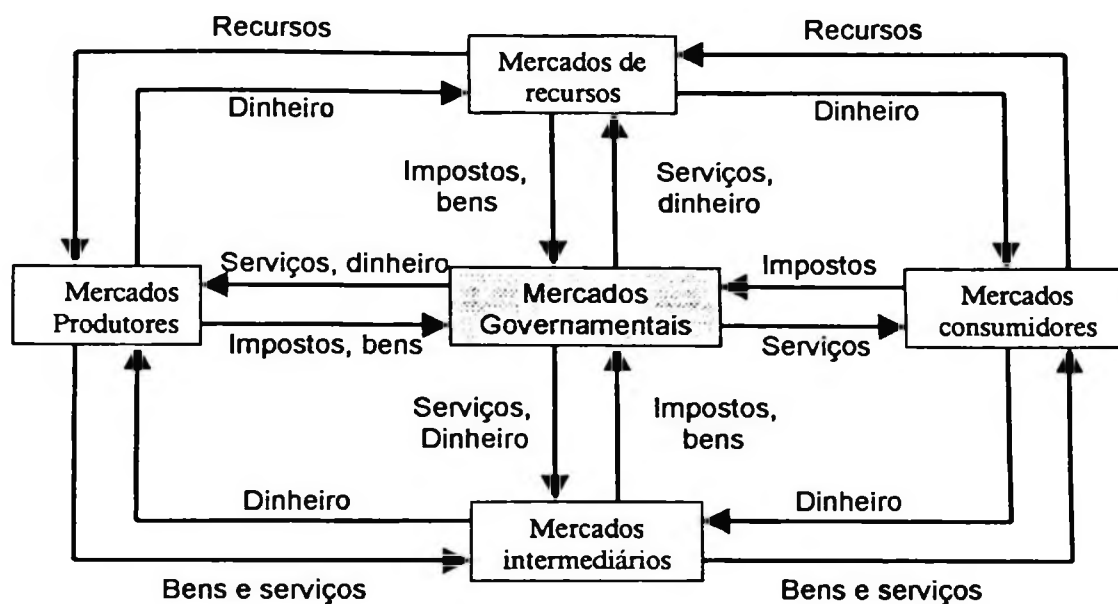 Recursos
Recursos
Mercados de
recursos
Dinheiro
Dinheiro
Impostos,
bens
Serviços,
dinheiro
Serviços, dinheiro
Impostos
Mercados
Produtores
Mercados
Governamentais
Mercados
consumidores
Impostos, bens
Serviços
Serviços,
Dinheiro
Impostos,
bens
Dinheiro
Dinheiro
Mercados
intermediários
Bens e serviços
Bens e serviços